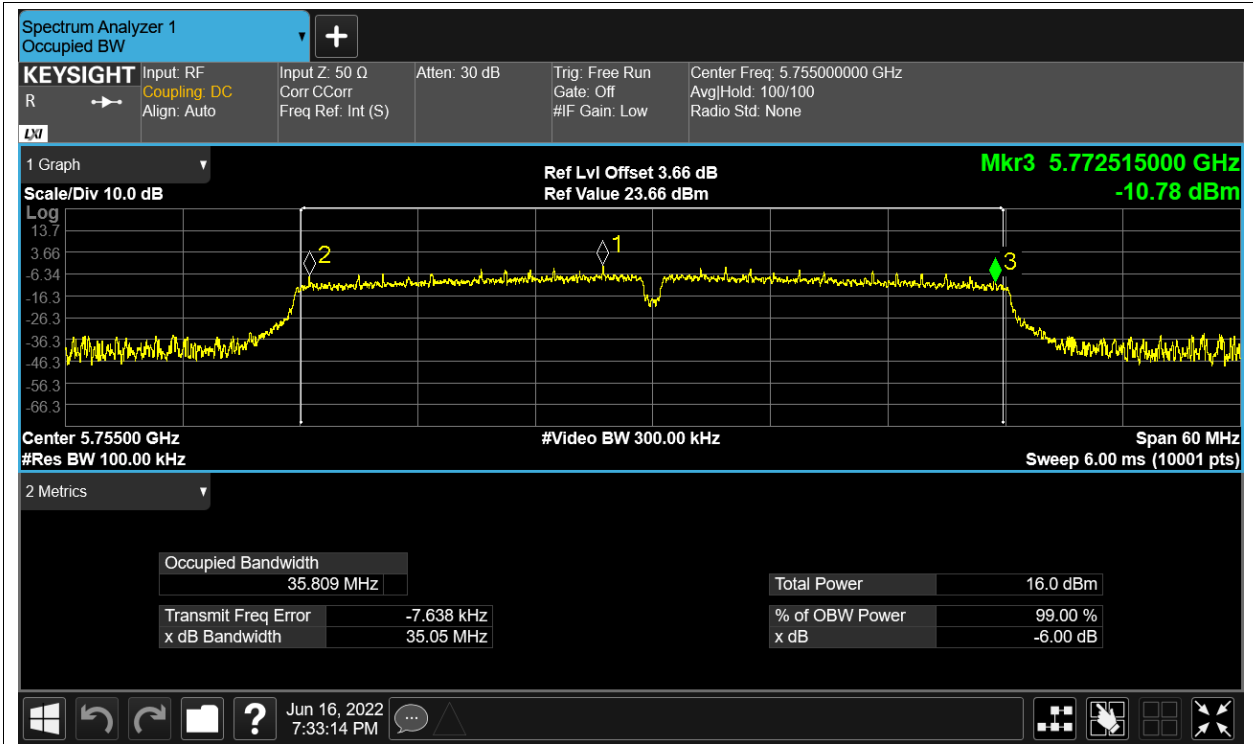 Spectrum Analyzer 1
Occupied BW
KEYSIGHT
R
LXI
Input: RF
Coupling: DC
Align: Auto
Input Z: 50 Ω
Corr CCorr
Freq Ref: Int (S)
Atten: 30 dB
Trig: Free Run
Gate: Off
#IF Gain: Low
Center Freq: 5.755000000 GHz
Avg|Hold: 100/100
Radio Std: None
1 Graph
Scale/Div 10.0 dB
Ref Lvl Offset 3.66 dB
Ref Value 23.66 dBm
Mkr3 5.772515000 GHz
-10.78 dBm
Log
13.7
3.66
-6.34
-16.3
-26.3
-36.3
-46.3
-56.3
-66.3
2
1
3
Center 5.75500 GHz
#Video BW 300.00 kHz
Span 60 MHz
#Res BW 100.00 kHz
Sweep 6.00 ms (10001 pts)
2 Metrics
Occupied Bandwidth
35.809 MHz
Total Power 16.0 dBm
Transmit Freq Error -7.638 kHz
% of OBW Power 99.00 %
x dB Bandwidth 35.05 MHz
x dB -6.00 dB
?
Jun 16, 2022
7:33:14 PM